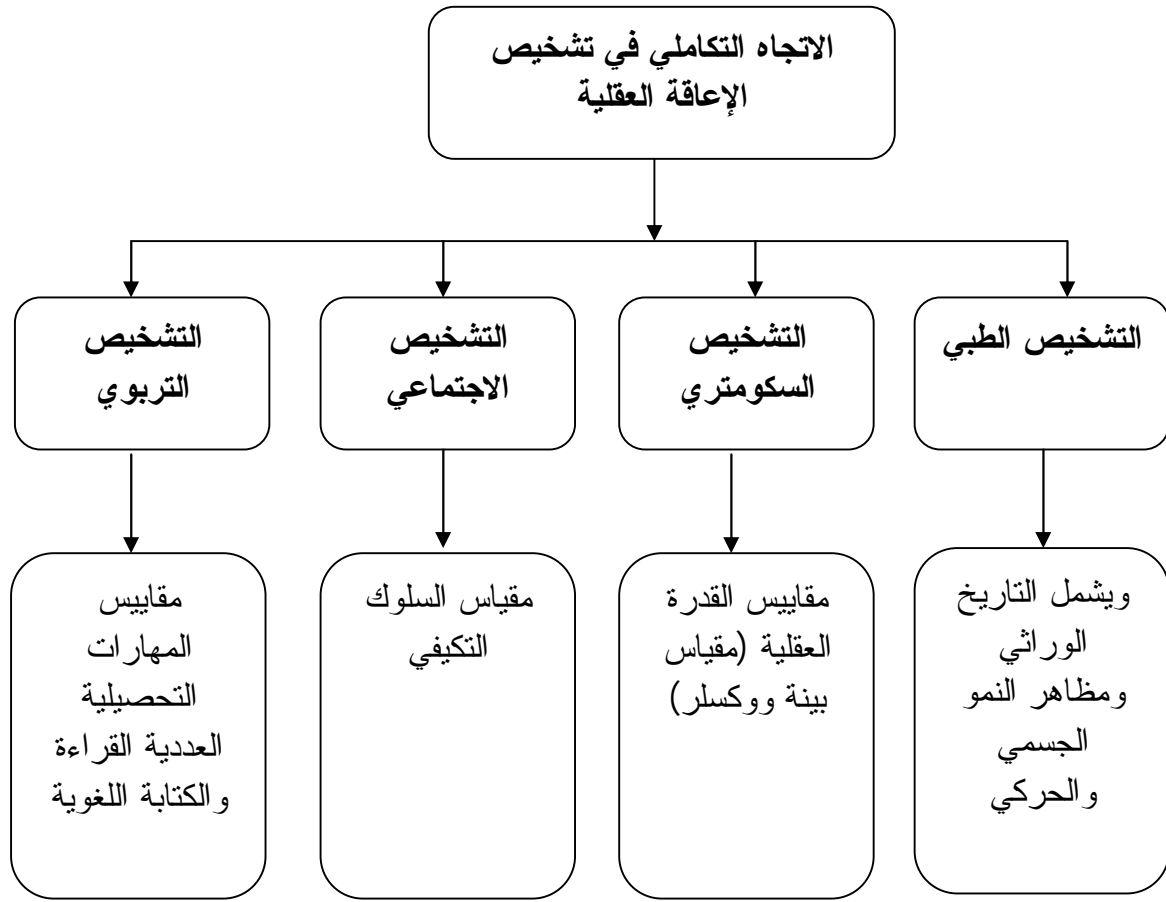 الاتجاه التكاملي في تشخيص
الإعاقة العقلية
التشخيص الطبي
التشخيص
السكومتري
التشخيص
الاجتماعي
التشخيص
التربوي
ويشمل التاريخ
الوراثي
ومظاهر النمو
الجسمي
والحركي
مقاييس القدرة
العقلية (مقياس
بينة ووكسلر)
مقياس السلوك
التكيفي
مقاييس
المهارات
التحصيلية
العددية القراءة
والكتابة اللغوية